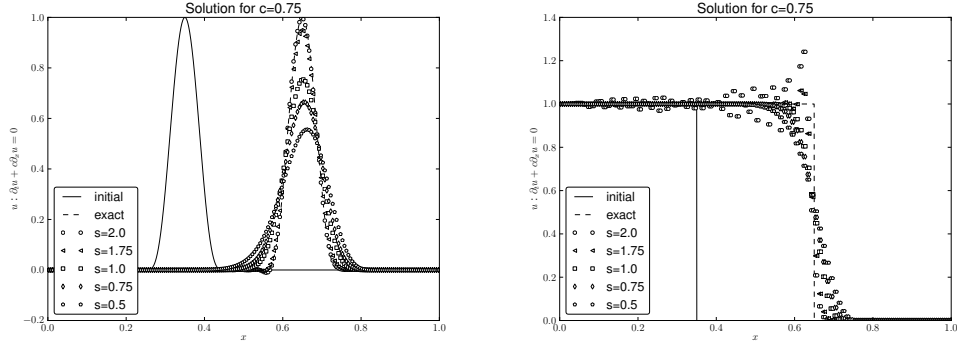 Solution for c=0.75
1.0
0.8
0.6
0.4
0.2
0.0
−0.2
u : ∂ₜu + c∂ₓu = 0
initial
exact
s=2.0
s=1.75
s=1.0
s=0.75
s=0.5
0.0 0.2 0.4 0.6 0.8 1.0
x
Solution for c=0.75
1.4
1.2
1.0
0.8
0.6
0.4
0.2
0.0
u : ∂ₜu + c∂ₓu = 0
initial
exact
s=2.0
s=1.75
s=1.0
s=0.75
s=0.5
0.0 0.2 0.4 0.6 0.8 1.0
x